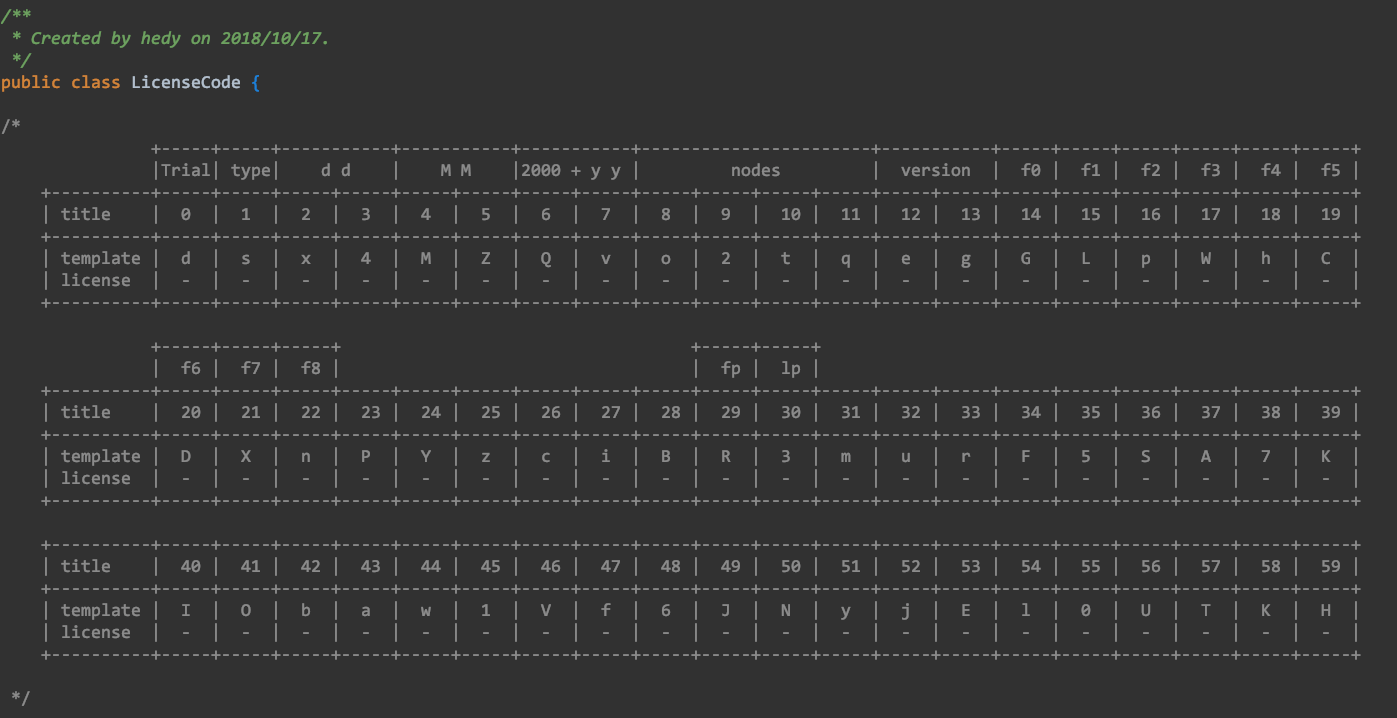 /**
 * Created by hedy on 2018/10/17.
 */
public class LicenseCode {

/*
               +-----+-----+-----------+-----------+-----------+-----------------------+-----------+-----+-----+-----+-----+-----+-----+
               |Trial| type|    d d    |    M M    |2000 + y y |         nodes         |  version  |  f0 |  f1 |  f2 |  f3 |  f4 |  f5 |
    +----------+-----+-----+-----+-----+-----+-----+-----+-----+-----+-----+-----+-----+-----+-----+-----+-----+-----+-----+-----+-----+
    | title    |  0  |  1  |  2  |  3  |  4  |  5  |  6  |  7  |  8  |  9  |  10 |  11 |  12 |  13 |  14 |  15 |  16 |  17 |  18 |  19 |
    +----------+-----+-----+-----+-----+-----+-----+-----+-----+-----+-----+-----+-----+-----+-----+-----+-----+-----+-----+-----+-----+
    | template |  d  |  s  |  x  |  4  |  M  |  Z  |  Q  |  v  |  o  |  2  |  t  |  q  |  e  |  g  |  G  |  L  |  p  |  W  |  h  |  C  |
    | license  |  -  |  -  |  -  |  -  |  -  |  -  |  -  |  -  |  -  |  -  |  -  |  -  |  -  |  -  |  -  |  -  |  -  |  -  |  -  |  -  |
    +----------+-----+-----+-----+-----+-----+-----+-----+-----+-----+-----+-----+-----+-----+-----+-----+-----+-----+-----+-----+-----+

               +-----+-----+-----+                                   +-----+-----+
               |  f6 |  f7 |  f8 |                                   |  fp |  lp |
    +----------+-----+-----+-----+-----+-----+-----+-----+-----+-----+-----+-----+-----+-----+-----+-----+-----+-----+-----+-----+-----+
    | title    |  20 |  21 |  22 |  23 |  24 |  25 |  26 |  27 |  28 |  29 |  30 |  31 |  32 |  33 |  34 |  35 |  36 |  37 |  38 |  39 |
    +----------+-----+-----+-----+-----+-----+-----+-----+-----+-----+-----+-----+-----+-----+-----+-----+-----+-----+-----+-----+-----+
    | template |  D  |  X  |  n  |  P  |  Y  |  z  |  c  |  i  |  B  |  R  |  3  |  m  |  u  |  r  |  F  |  5  |  S  |  A  |  7  |  K  |
    | license  |  -  |  -  |  -  |  -  |  -  |  -  |  -  |  -  |  -  |  -  |  -  |  -  |  -  |  -  |  -  |  -  |  -  |  -  |  -  |  -  |
    +----------+-----+-----+-----+-----+-----+-----+-----+-----+-----+-----+-----+-----+-----+-----+-----+-----+-----+-----+-----+-----+

    +----------+-----+-----+-----+-----+-----+-----+-----+-----+-----+-----+-----+-----+-----+-----+-----+-----+-----+-----+-----+-----+
    | title    |  40 |  41 |  42 |  43 |  44 |  45 |  46 |  47 |  48 |  49 |  50 |  51 |  52 |  53 |  54 |  55 |  56 |  57 |  58 |  59 |
    +----------+-----+-----+-----+-----+-----+-----+-----+-----+-----+-----+-----+-----+-----+-----+-----+-----+-----+-----+-----+-----+
    | template |  I  |  O  |  b  |  a  |  w  |  1  |  V  |  f  |  6  |  J  |  N  |  y  |  j  |  E  |  l  |  0  |  U  |  T  |  K  |  H  |
    | license  |  -  |  -  |  -  |  -  |  -  |  -  |  -  |  -  |  -  |  -  |  -  |  -  |  -  |  -  |  -  |  -  |  -  |  -  |  -  |  -  |
    +----------+-----+-----+-----+-----+-----+-----+-----+-----+-----+-----+-----+-----+-----+-----+-----+-----+-----+-----+-----+-----+

 */